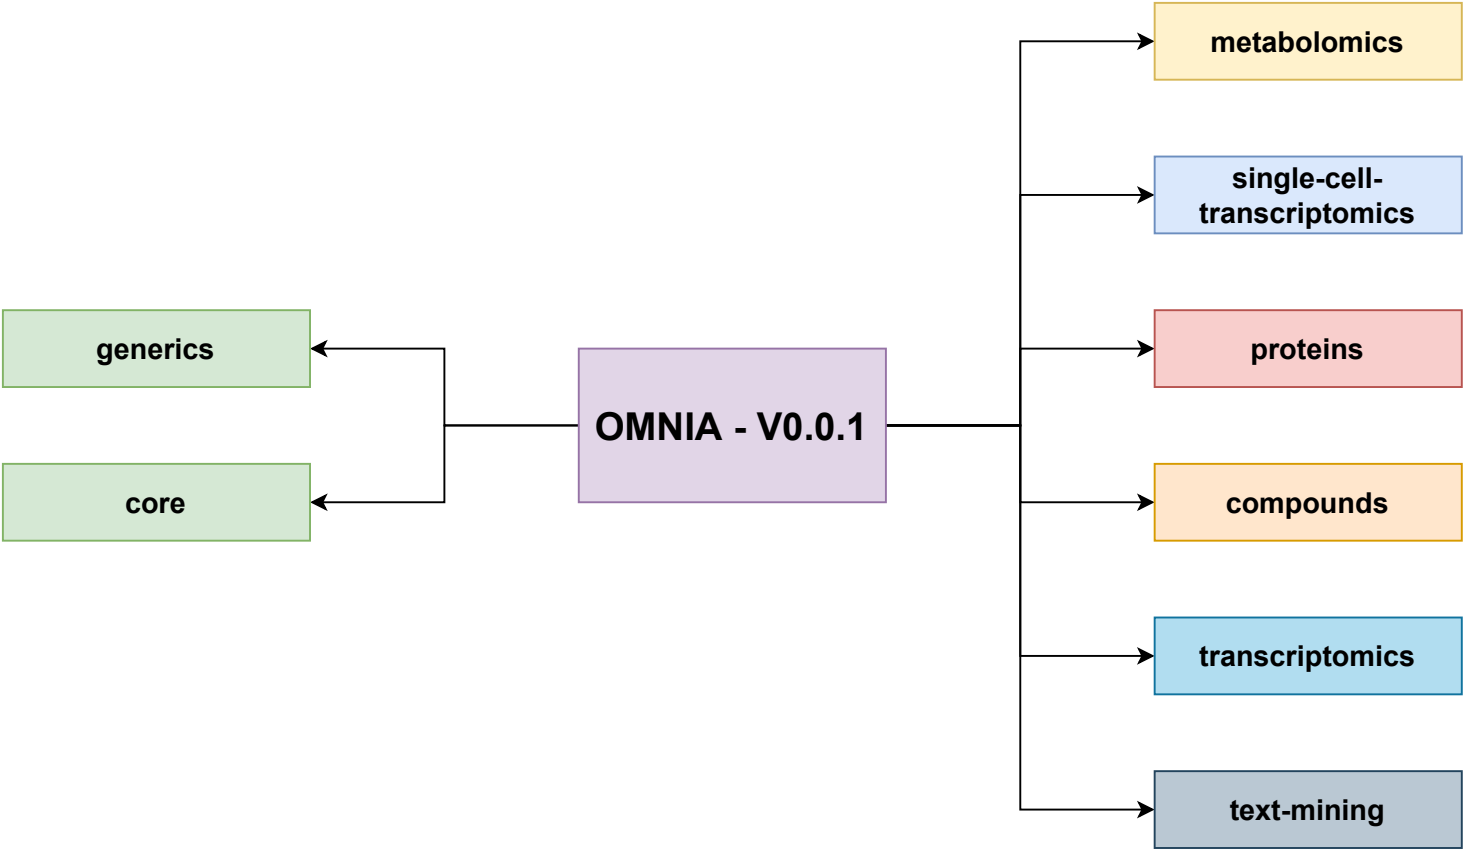 metabolomics
single-cell-
transcriptomics
generics
proteins
OMNIA - V0.0.1
core
compounds
transcriptomics
text-mining